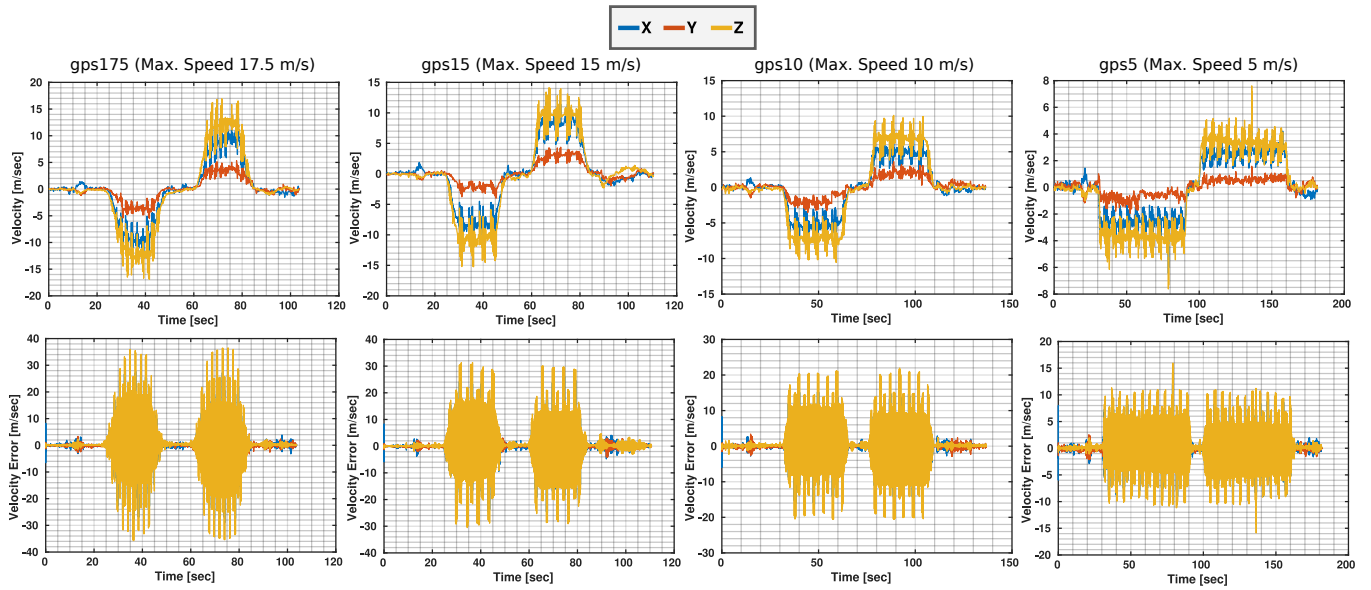 X Y Z
gps175 (Max. Speed 17.5 m/s)
20
15
10
5
0
-5
-10
-15
-20
Velocity [m/sec]
0 20 40 60 80 100 120
Time [sec]
gps15 (Max. Speed 15 m/s)
15
10
5
0
-5
-10
-15
-20
Velocity [m/sec]
0 20 40 60 80 100 120
Time [sec]
gps10 (Max. Speed 10 m/s)
15
10
5
0
-5
-10
-15
Velocity [m/sec]
0 50 100 150
Time [sec]
gps5 (Max. Speed 5 m/s)
8
6
4
2
0
-2
-4
-6
-8
Velocity [m/sec]
0 50 100 150 200
Time [sec]
40
30
20
10
0
-10
-20
-30
-40
Velocity Error [m/sec]
0 20 40 60 80 100 120
Time [sec]
40
30
20
10
0
-10
-20
-30
-40
Velocity Error [m/sec]
0 20 40 60 80 100 120
Time [sec]
30
20
10
0
-10
-20
-30
Velocity Error [m/sec]
0 50 100 150
Time [sec]
20
15
10
5
0
-5
-10
-15
-20
Velocity Error [m/sec]
0 50 100 150 200
Time [sec]